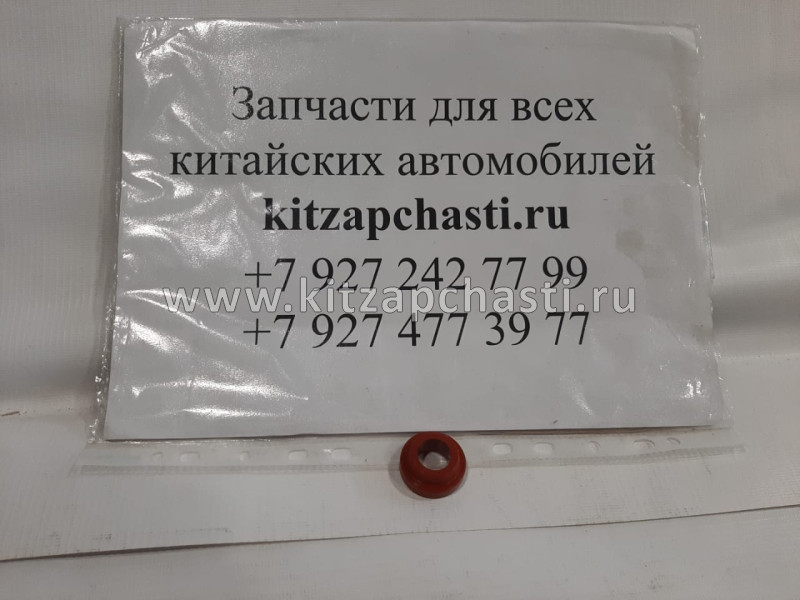 Запчасти для всех
китайских автомобилей
kitzapchasti.ru
+7 927 242 77 99
www.kitzapchasti.ru
+7 927 477 39 77